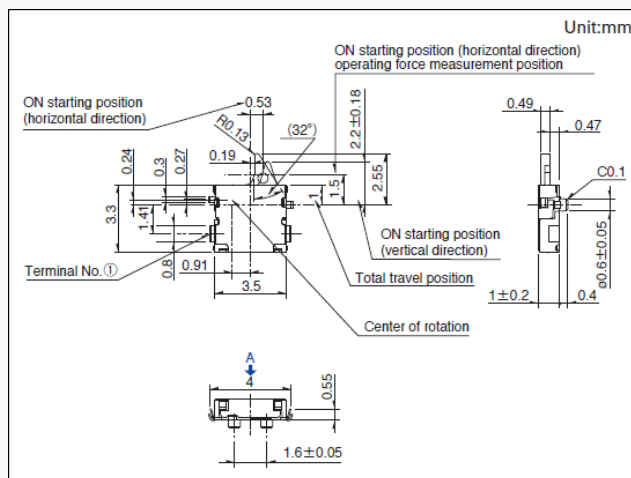 Unit:mm
ON starting position (horizontal direction)
operating force measurement position
ON starting position
(horizontal direction)
0.53
R0.13
(32°)
2.2±0.18
0.49
0.47
0.24
0.3
0.27
0.19
1.5
2.55
C0.1
3.3
1.41
1
ON starting position
(vertical direction)
ø0.6±0.05
Terminal No.①
0.8
0.91
Total travel position
3.5
1±0.2
0.4
Center of rotation
A
4
0.55
1.6±0.05